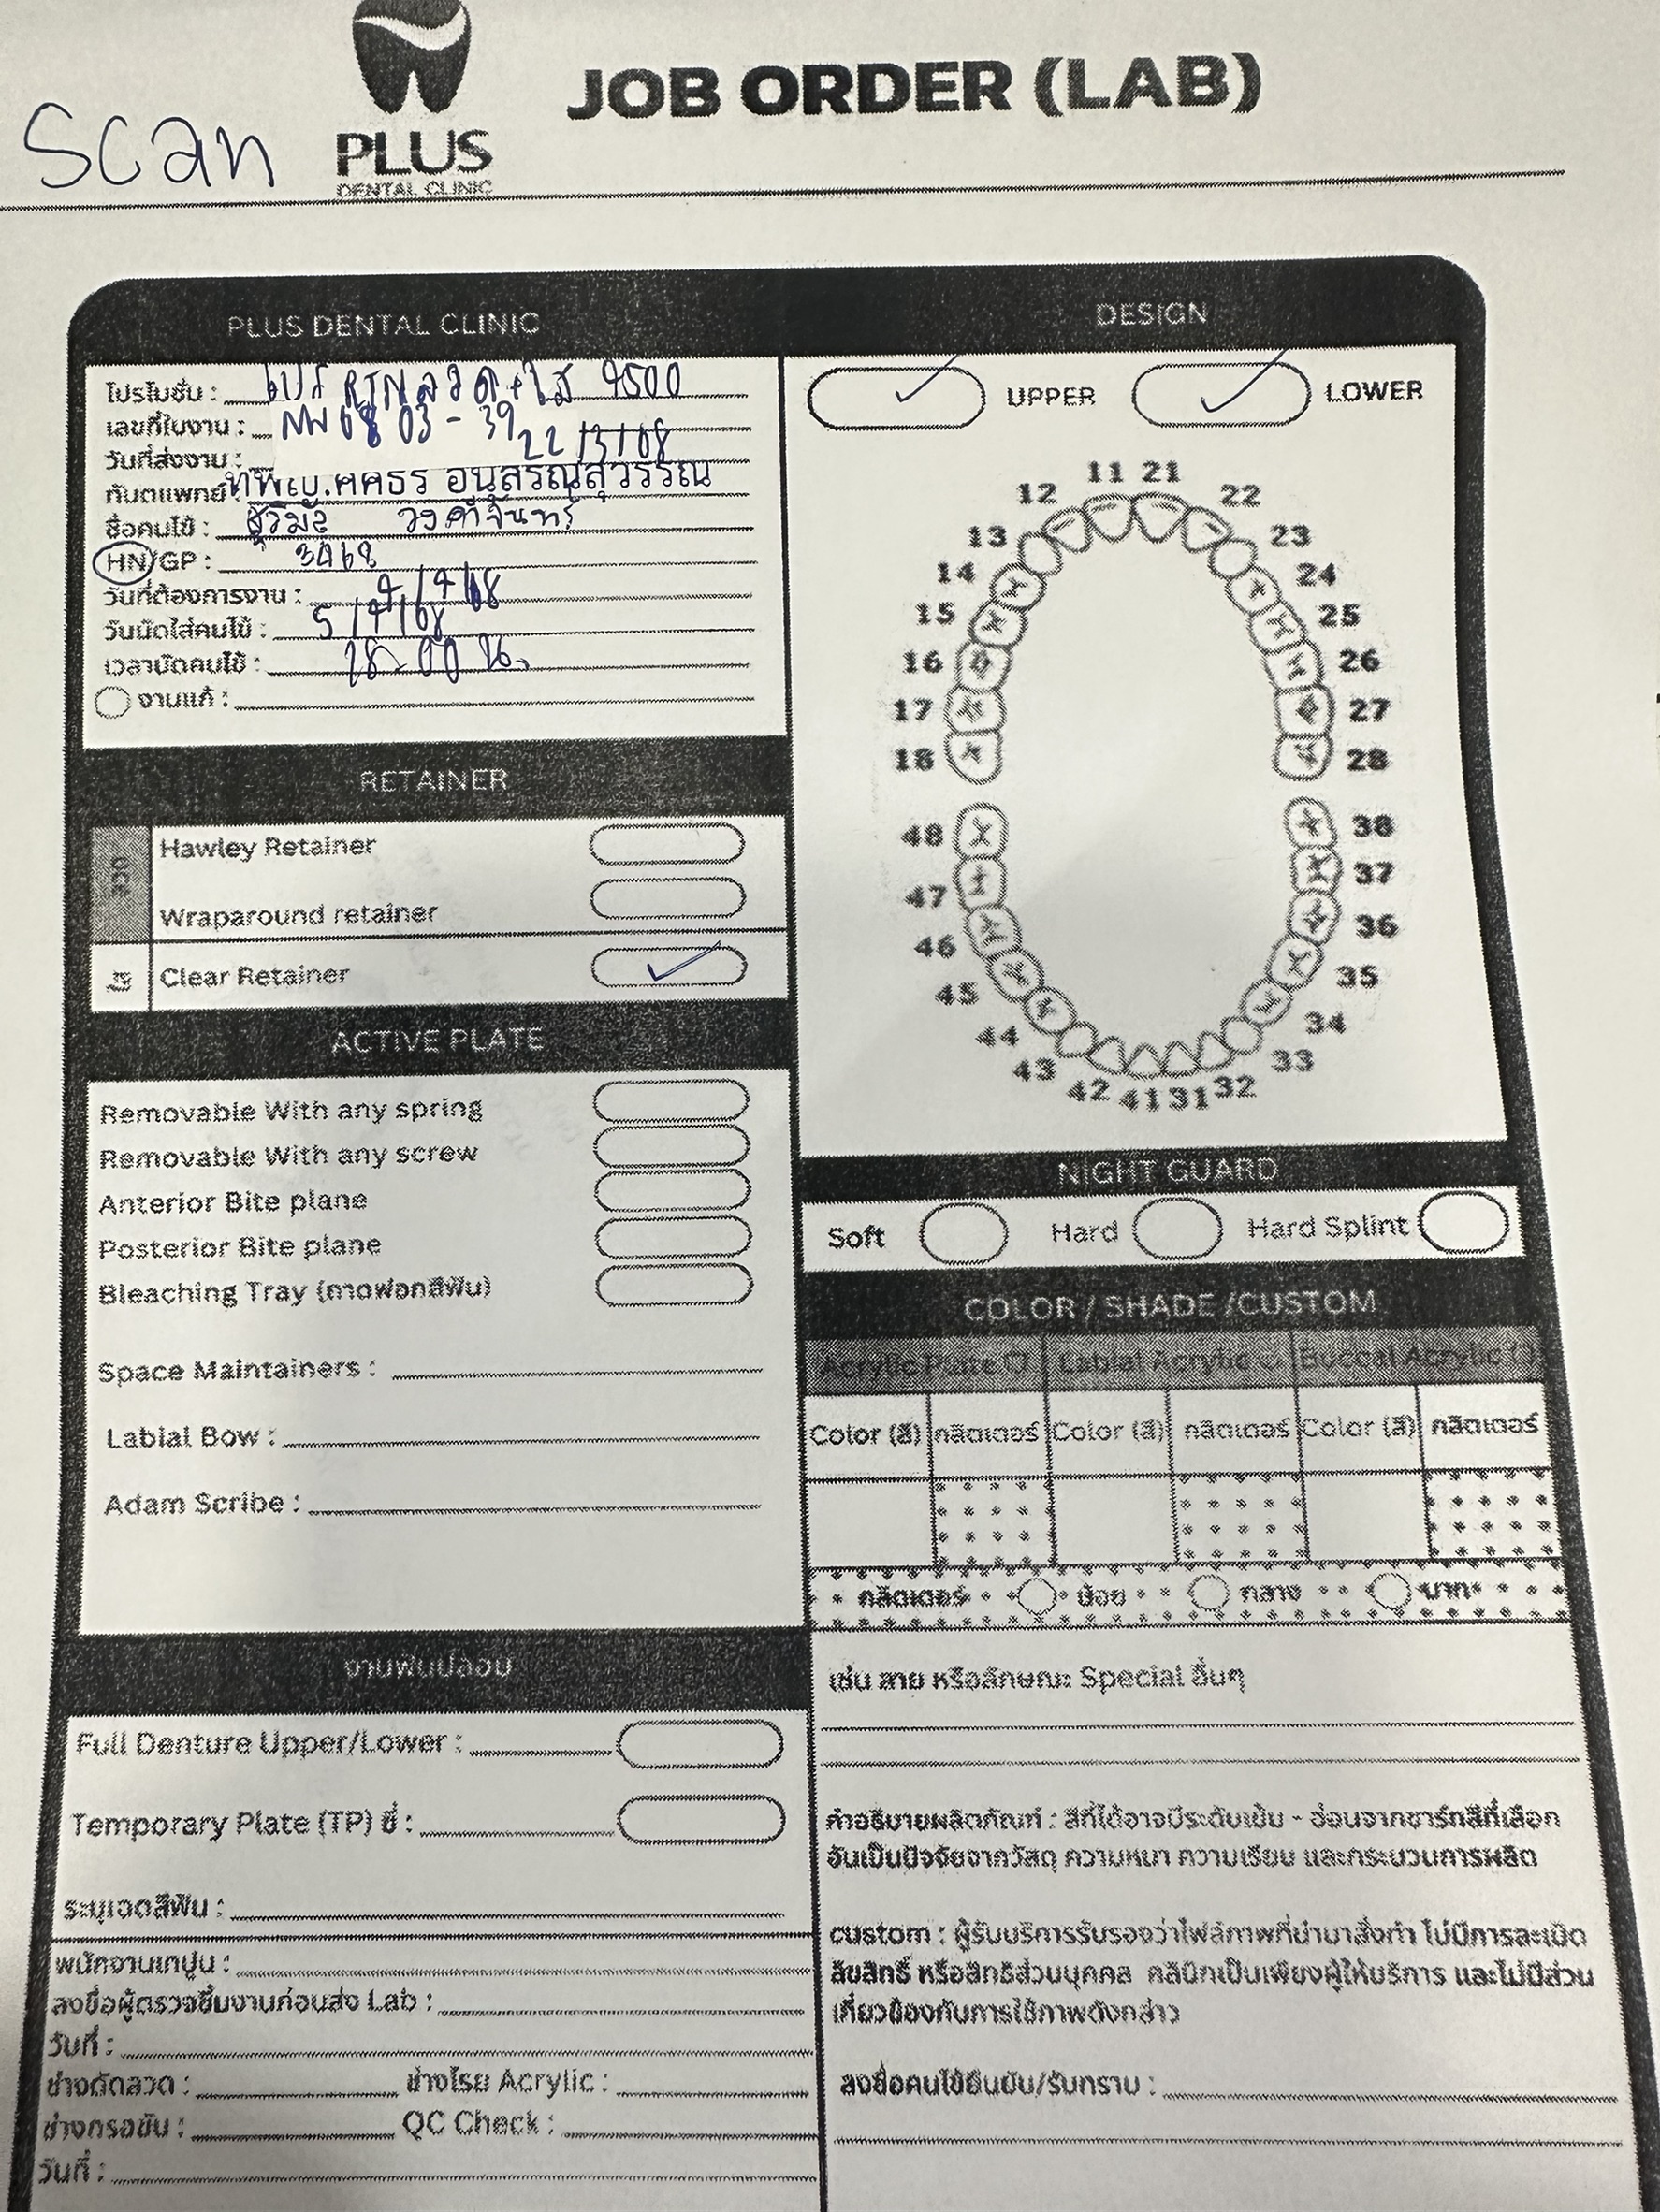 Scan
PLUS
DENTAL CLINIC
JOB ORDER (LAB)
PLUS DENTAL CLINIC
โปรโมชั่น : โปร RTN ลวด+ใส
เลขที่ใบงาน : NW 68 03 - 39
วันที่ส่งงาน : 22/3/68
ทันตแพทย์ ทพญ.ศศธร อนุสรณ์สุวรรณ
ชื่อคนไข้ :
HN/GP :
วันที่ต้องการงาน :
วันนัดใส่คนไข้ :
เวลานัดคนไข้ :
งานแก้ :
DESIGN
UPPER LOWER
11 21
12 22
13 23
14 24
15 25
16 26
17 27
18 28
48 38
47 37
46 36
45 35
44 34
43 33
42 41 31 32
RETAINER
ลวด
Hawley Retainer
Wraparound retainer
ใส Clear Retainer
ACTIVE PLATE
Removable With any spring
Removable With any screw
Anterior Bite plane
Posterior Bite plane
Bleaching Tray (ถาดฟอกสีฟัน)
Space Maintainers :
Labial Bow :
Adam Scribe :
NIGHT GUARD
Soft Hard Hard Splint
COLOR / SHADE /CUSTOM
Acrylic Plate Labial Acrylic Buccal Acrylic
Color (สี) กลิตเตอร์ Color (สี) กลิตเตอร์ Color (สี) กลิตเตอร์
กลิตเตอร์ น้อย กลาง มาก
งานฟันปลอม
Full Denture Upper/Lower :
Temporary Plate (TP) ซี่ :
ระบุเฉดสีฟัน :
พนักงานเทปูน :
ลงชื่อผู้ตรวจชิ้นงานก่อนส่ง Lab :
วันที่ :
ช่างดัดลวด : ช่างโรย Acrylic :
ช่างกรอขัน : QC Check :
วันที่ :
เช่น ลาย หรือลักษณะ Special อื่นๆ
คำอธิบายผลิตภัณฑ์ : สีที่ได้อาจมีระดับเข้ม - อ่อนจากชาร์ทสีที่เลือก
อันเป็นปัจจัยจากวัสดุ ความหนา ความเรียบ และกระบวนการผลิต
custom : ผู้รับบริการรับรองว่าไฟล์ภาพที่นำมาสั่งทำ ไม่มีการละเมิด
ลิขสิทธิ์ หรือสิทธิส่วนบุคคล คลินิกเป็นเพียงผู้ให้บริการ และไม่มีส่วน
เกี่ยวข้องกับการใช้ภาพดังกล่าว
ลงชื่อคนไข้ยืนยัน/รับทราบ :